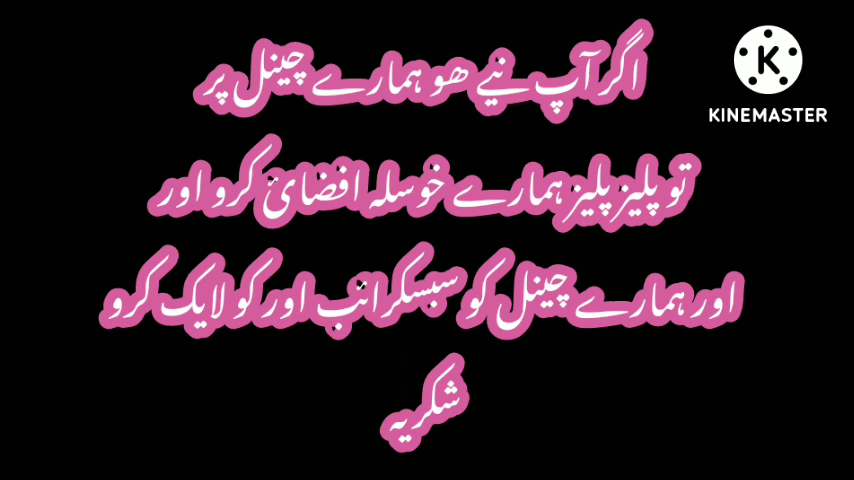 اگر آپ نیے ھو ہمارے چینل پر
KINEMASTER
تو پلیز پلیز ہمارے خوسلہ افضائ کرو اور
اور ہمارے چینل کو سبسکرائب اور کو لایک کرو
شکریہ